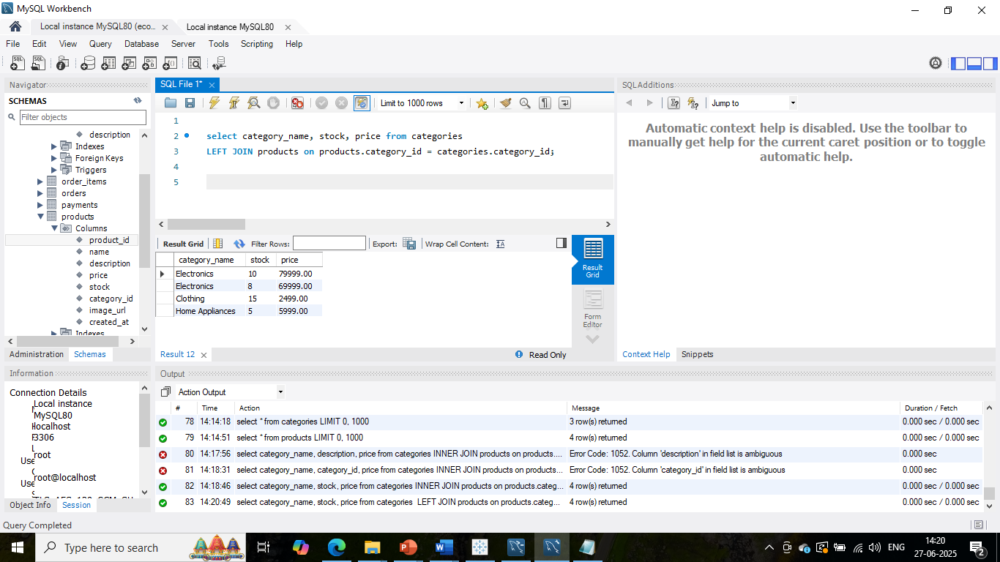 MySQL Workbench
Local instance MySQL80 (eco...
Local instance MySQL80
File Edit View Query Database Server Tools Scripting Help
Navigator
SCHEMAS
Filter objects
description
Indexes
Foreign Keys
Triggers
order_items
orders
payments
products
Columns
product_id
name
description
price
stock
category_id
image_url
created_at
Indexes
Administration Schemas
Information
Connection Details
Local instance
MySQL80
localhost
3306
root
Use
root@localhost
Use
Object Info Session
Query Completed
SQL File 1*
Limit to 1000 rows
1
2 select category_name, stock, price from categories
3 LEFT JOIN products on products.category_id = categories.category_id;
4
5
Result Grid Filter Rows: Export: Wrap Cell Content:
category_name stock price
Electronics 10 79999.00
Electronics 8 69999.00
Clothing 15 2499.00
Home Appliances 5 5999.00
Result Grid
Form Editor
Result 12
Read Only
SQLAdditions
Jump to
Automatic context help is disabled. Use the toolbar to
manually get help for the current caret position or to toggle
automatic help.
Context Help Snippets
Output
Action Output
# Time Action Message Duration / Fetch
78 14:14:18 select * from categories LIMIT 0, 1000 3 row(s) returned 0.000 sec / 0.000 sec
79 14:14:51 select * from products LIMIT 0, 1000 4 row(s) returned 0.000 sec / 0.000 sec
80 14:17:56 select category_name, description, price from categories INNER JOIN products on products.... Error Code: 1052. Column 'description' in field list is ambiguous 0.000 sec
81 14:18:31 select category_name, category_id, price from categories INNER JOIN products on products... Error Code: 1052. Column 'category_id' in field list is ambiguous 0.000 sec
82 14:18:46 select category_name, stock, price from categories INNER JOIN products on products.categ... 4 row(s) returned 0.000 sec / 0.000 sec
83 14:20:49 select category_name, stock, price from categories LEFT JOIN products on products.categ... 4 row(s) returned 0.000 sec / 0.000 sec
Type here to search
ENG
14:20
27-06-2025
2